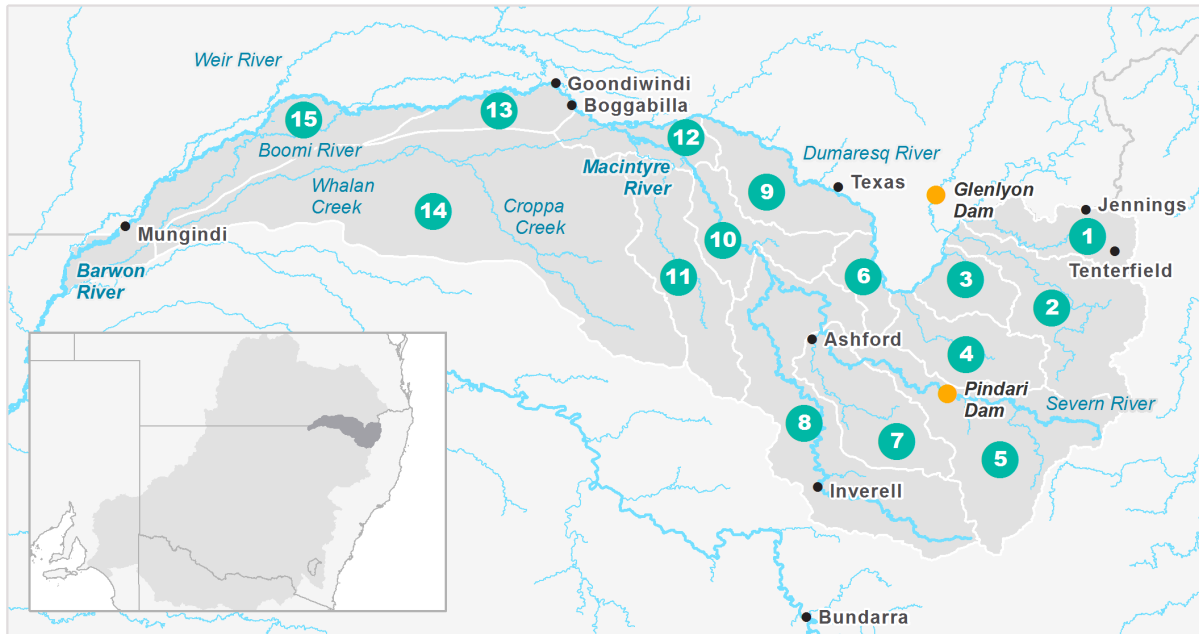 Weir River
Goondiwindi
Boggabilla
15
13
12
Boomi River
Macintyre
River
Dumaresq River
Texas
Glenlyon
Dam
Jennings
Whalan
Creek
14
Croppa
Creek
9
1
Mungindi
10
Tenterfield
Barwon
River
11
6
3
2
Ashford
4
Pindari
Dam
Severn River
8
7
5
Inverell
Bundarra